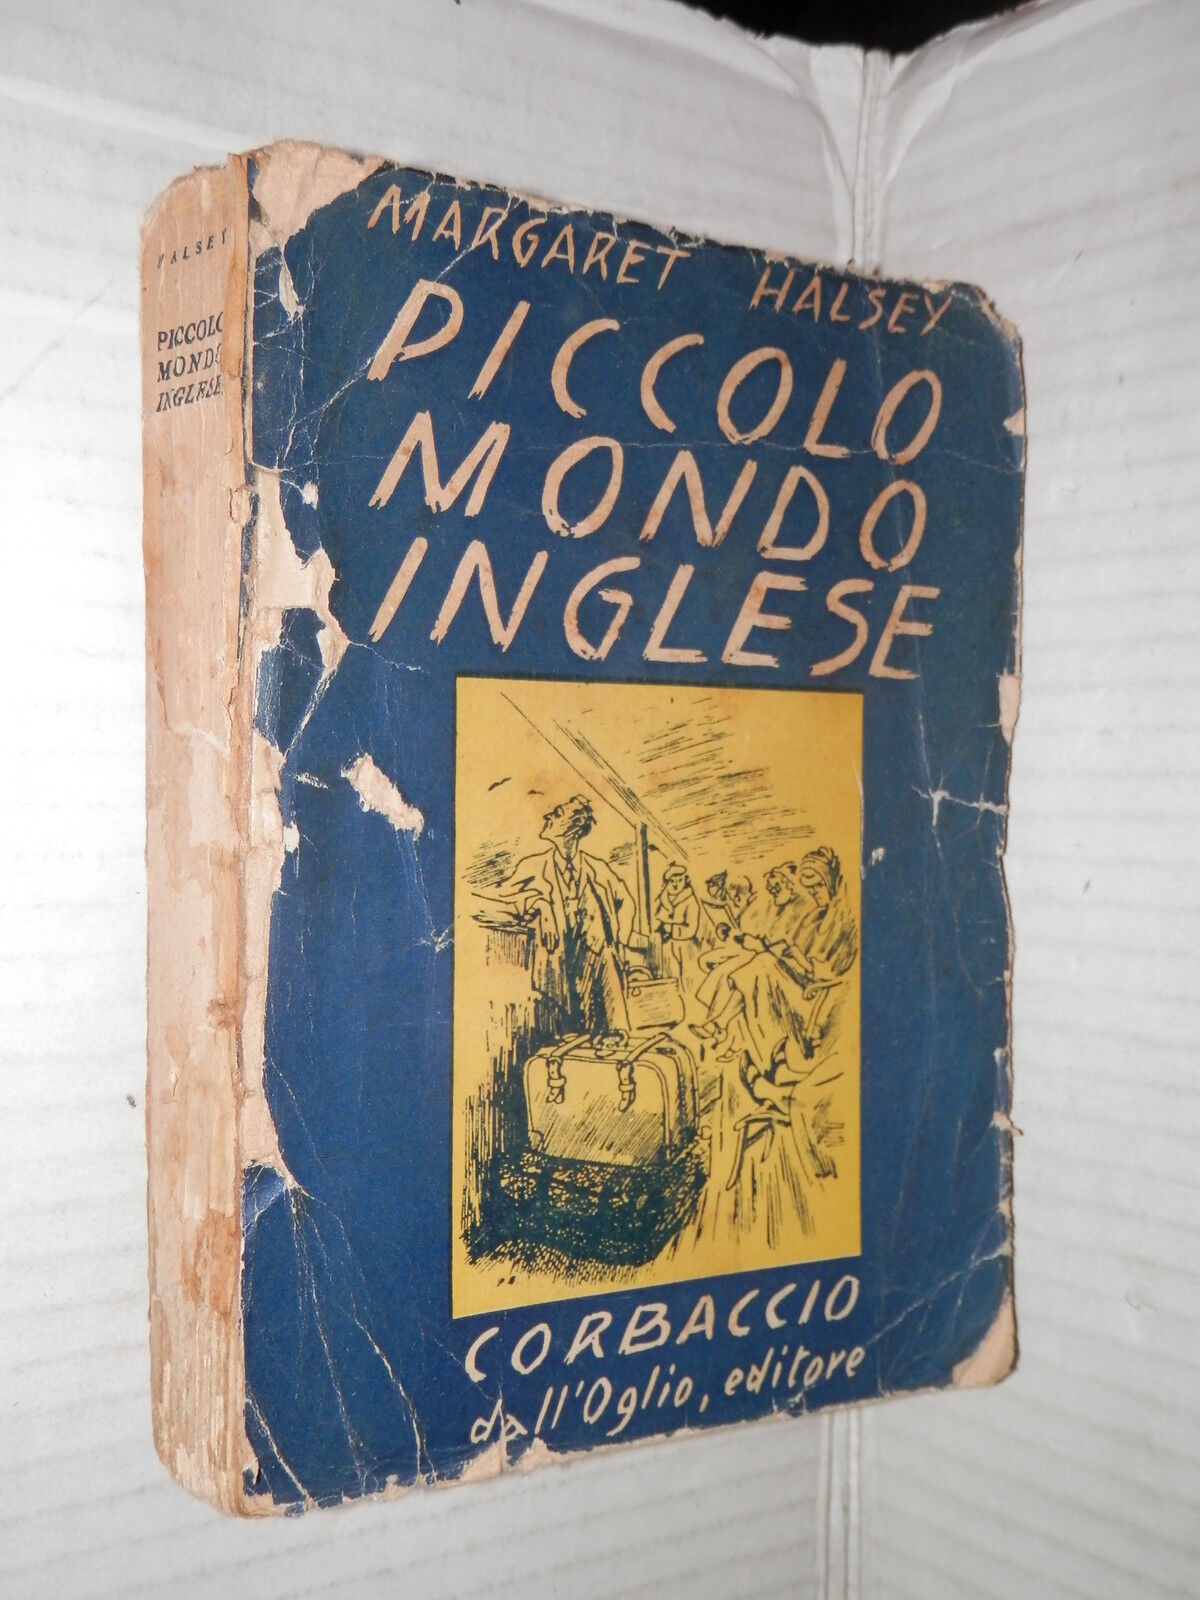 HALSEY
PICCOLO
MONDO
INGLESE
MARGARET HALSEY
PICCOLO
MONDO
INGLESE
CORBACCIO
dall'Oglio, editore